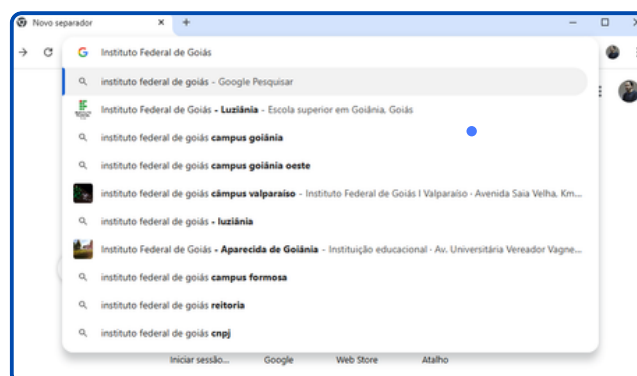 Novo separador
Instituto Federal de Goiás
instituto federal de goiás - Google Pesquisar
Instituto Federal de Goiás - Luziânia - Escola superior em Goiânia, Goiás
instituto federal de goiás campus goiânia
instituto federal de goiás campus goiânia oeste
instituto federal de goiás câmpus valparaíso - Instituto Federal de Goiás | Valparaíso - Avenida Saia Velha, Km...
instituto federal de goiás - luziânia
Instituto Federal de Goiás - Aparecida de Goiânia - Instituição educacional - Av. Universitária Vereador Vagne...
instituto federal de goiás campus formosa
instituto federal de goiás reitoria
instituto federal de goiás cnpj
Iniciar sessão... Google Web Store Atalho